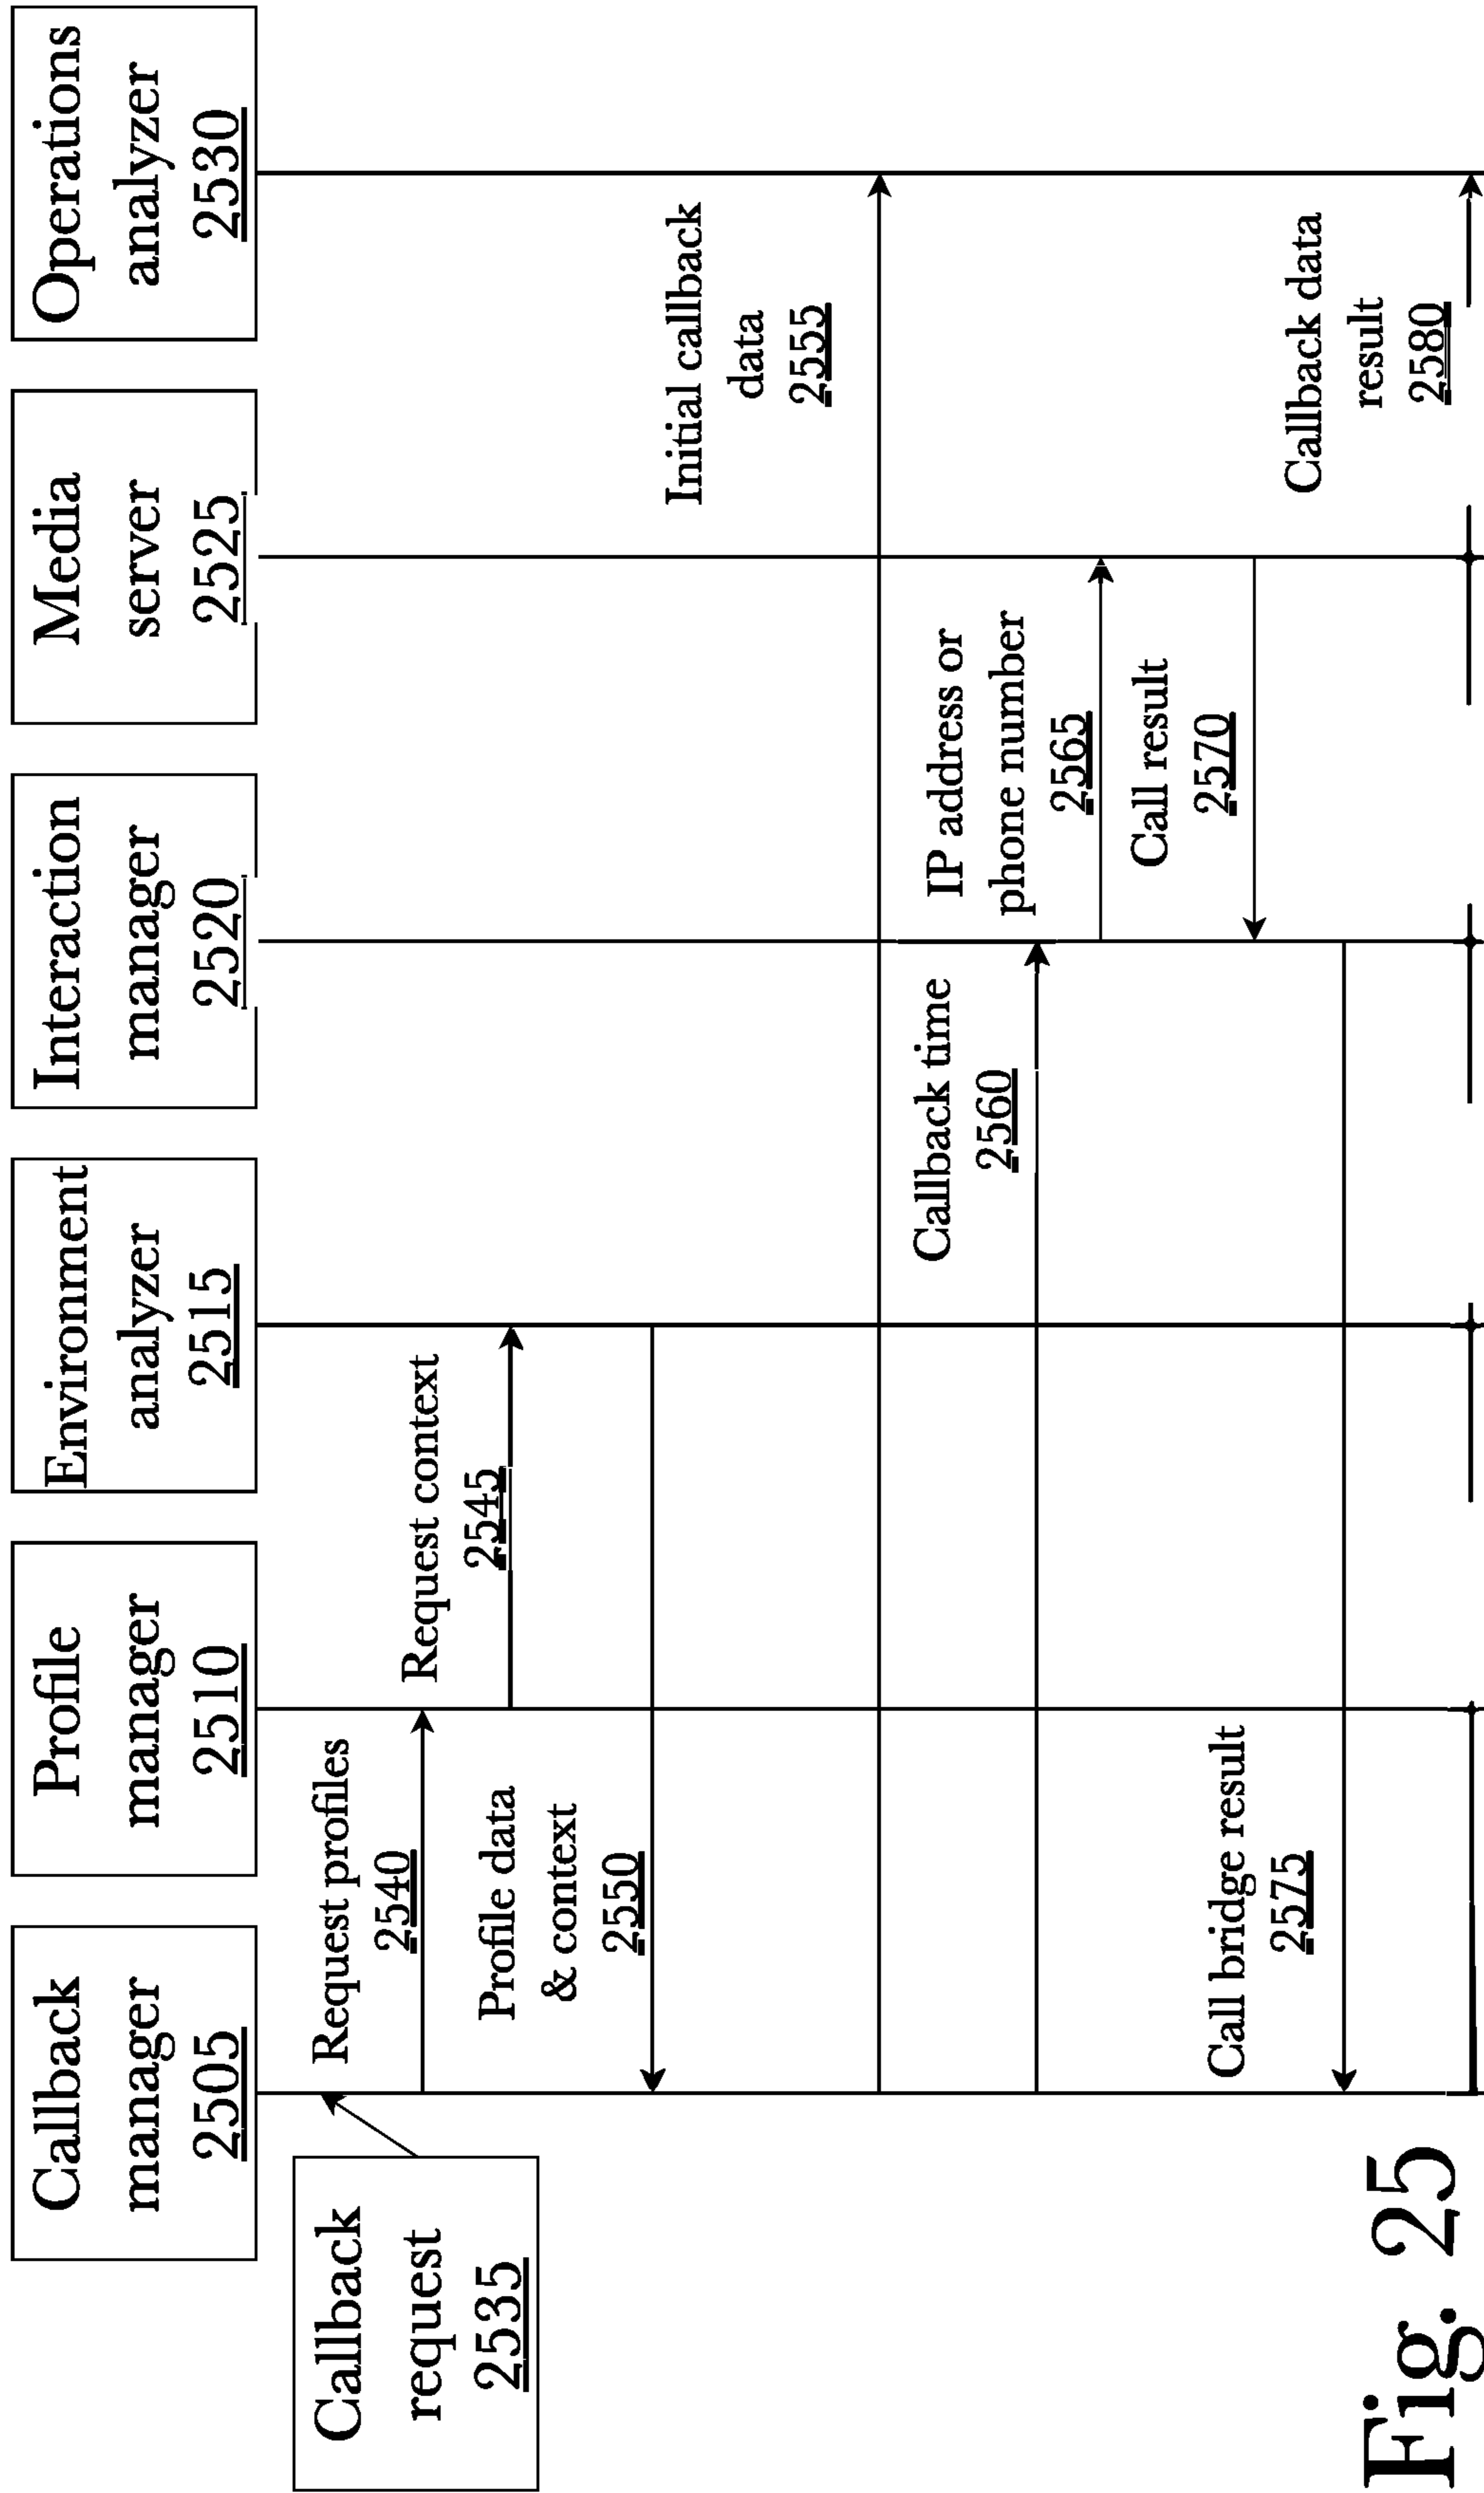 Callback
manager
2505
Profile
manager
2510
Environment
analyzer
2515
Interaction
manager
2520
Media
server
2525
Operations
analyzer
2530
Callback
request
2535
Request profiles
2540
Request context
2545
Profile data
& context
2550
Initial callback
data
2555
Callback time
2560
IP address or
phone number
2565
Call result
2570
Call bridge result
2575
Callback data
result
2580
Fig. 25